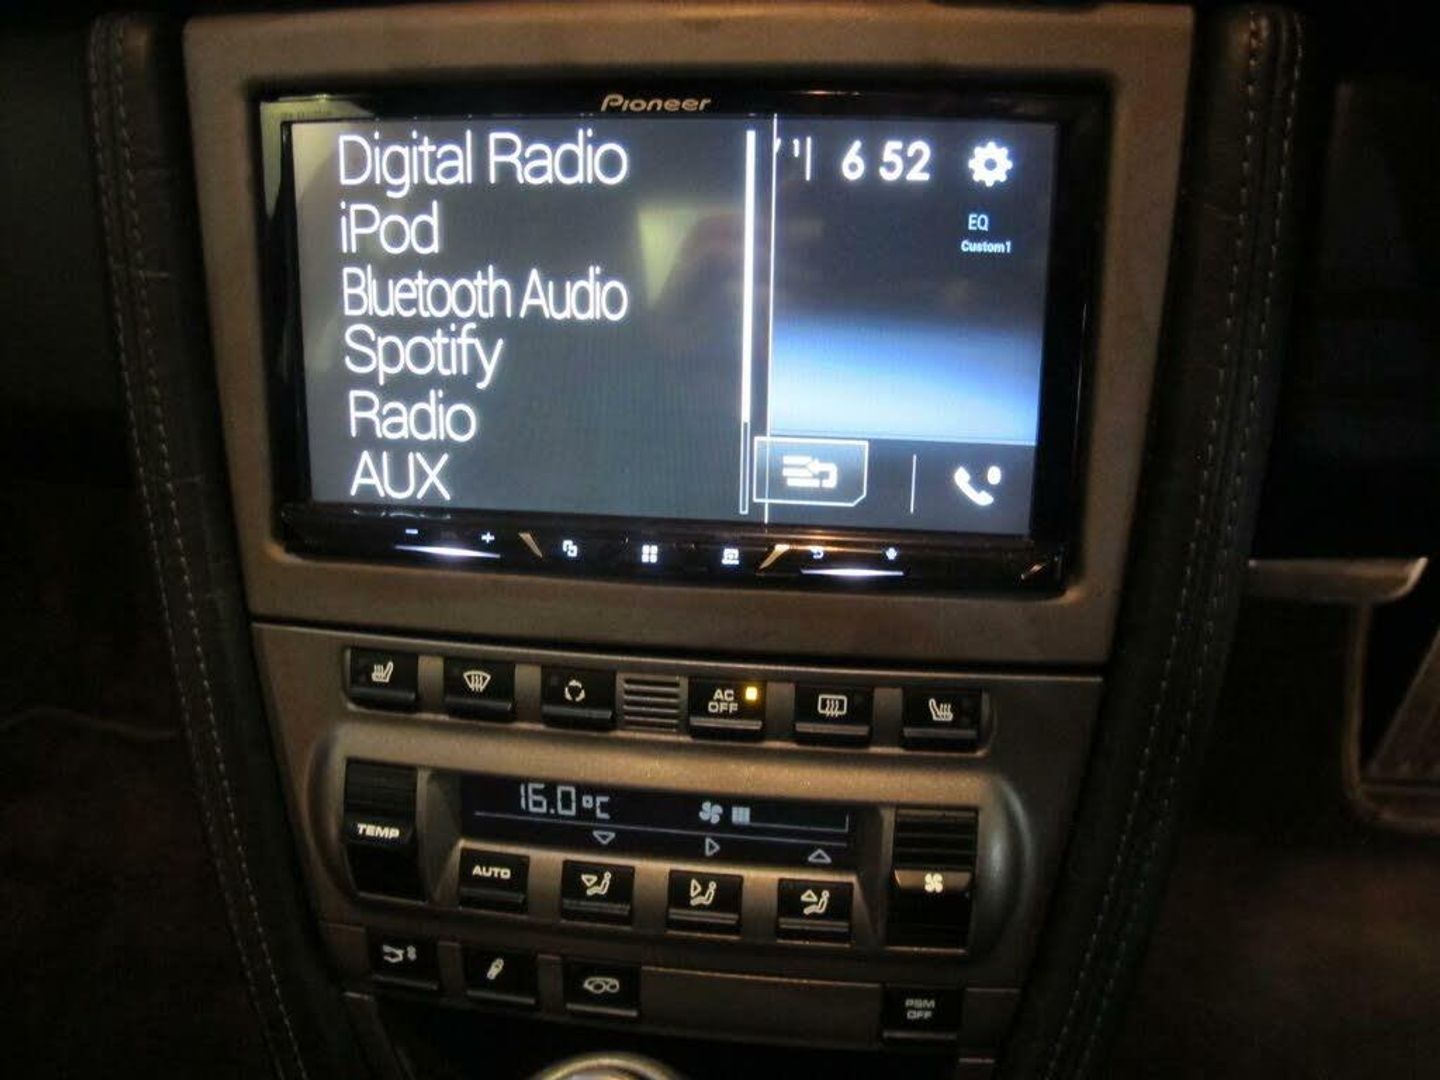 Pioneer
Digital Radio
iPod
Bluetooth Audio
Spotify
Radio
AUX
6 52
EQ
Custom1
- +
AC
OFF
16.0°C
TEMP
AUTO
PSM
OFF